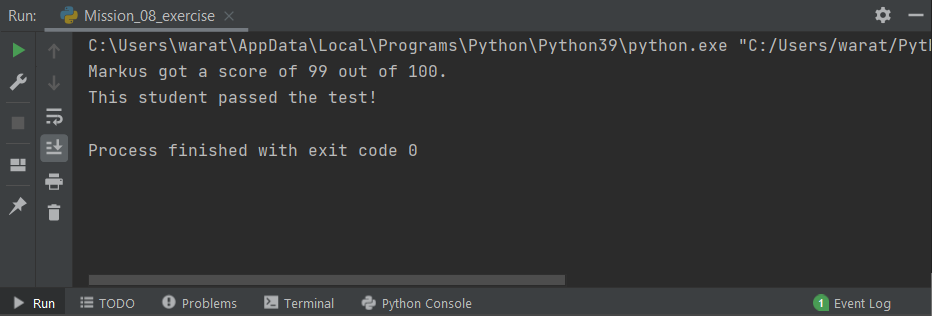 Run: Mission_08_exercise
C:\Users\warat\AppData\Local\Programs\Python\Python39\python.exe "C:/Users/warat/Pyth
Markus got a score of 99 out of 100.
This student passed the test!
Process finished with exit code 0
Run TODO Problems Terminal Python Console 1 Event Log